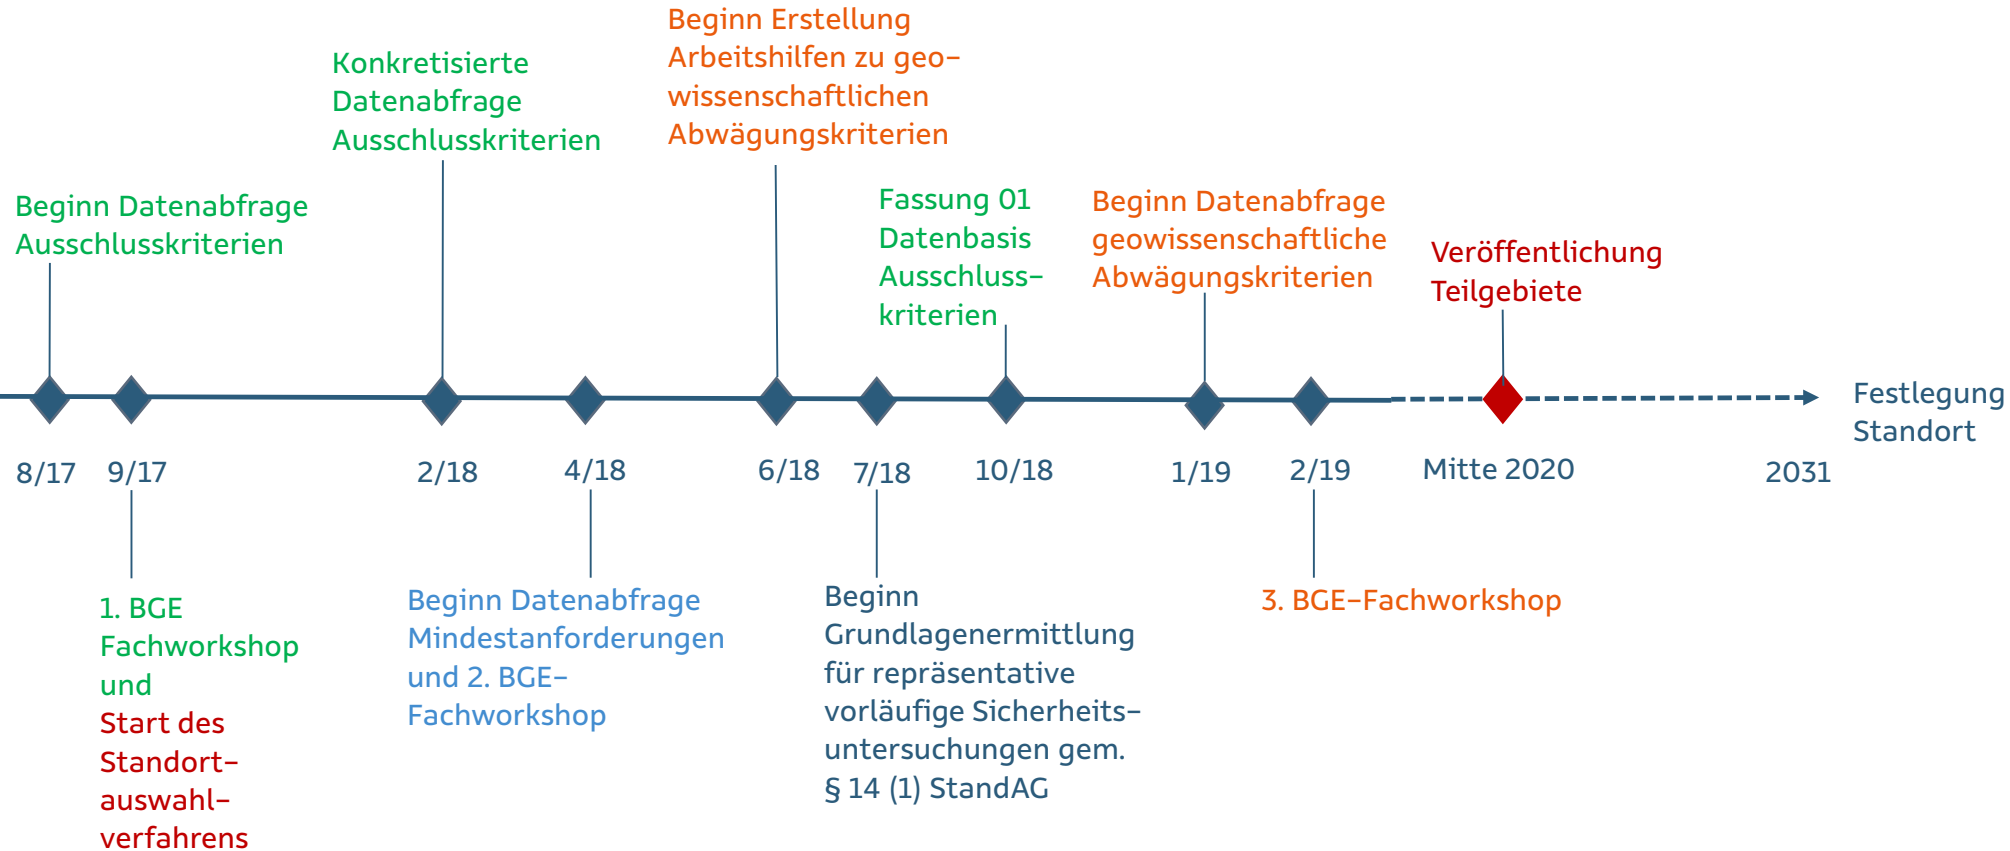 Beginn Erstellung
Arbeitshilfen zu geo-
wissenschaftlichen
Abwägungskriterien
Konkretisierte
Datenabfrage
Ausschlusskriterien
Beginn Datenabfrage
Ausschlusskriterien
Fassung 01
Datenbasis
Ausschluss-
kriterien
Beginn Datenabfrage
geowissenschaftliche
Abwägungskriterien
Veröffentlichung
Teilgebiete
Festlegung
Standort
8/17 9/17 2/18 4/18 6/18 7/18 10/18 1/19 2/19 Mitte 2020 2031
1. BGE
Fachworkshop
und
Start des
Standort-
auswahl-
verfahrens
Beginn Datenabfrage
Mindestanforderungen
und 2. BGE-
Fachworkshop
Beginn
Grundlagenermittlung
für repräsentative
vorläufige Sicherheits-
untersuchungen gem.
§ 14 (1) StandAG
3. BGE-Fachworkshop